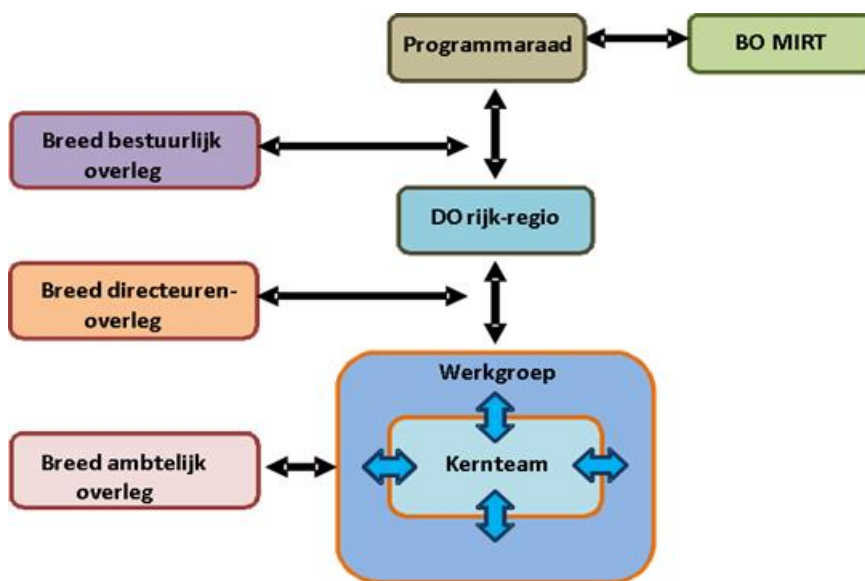 Programmaraad
BO MIRT
Breed bestuurlijk
overleg
DO rijk-regio
Breed directeuren-
overleg
Werkgroep
Kernteam
Breed ambtelijk
overleg